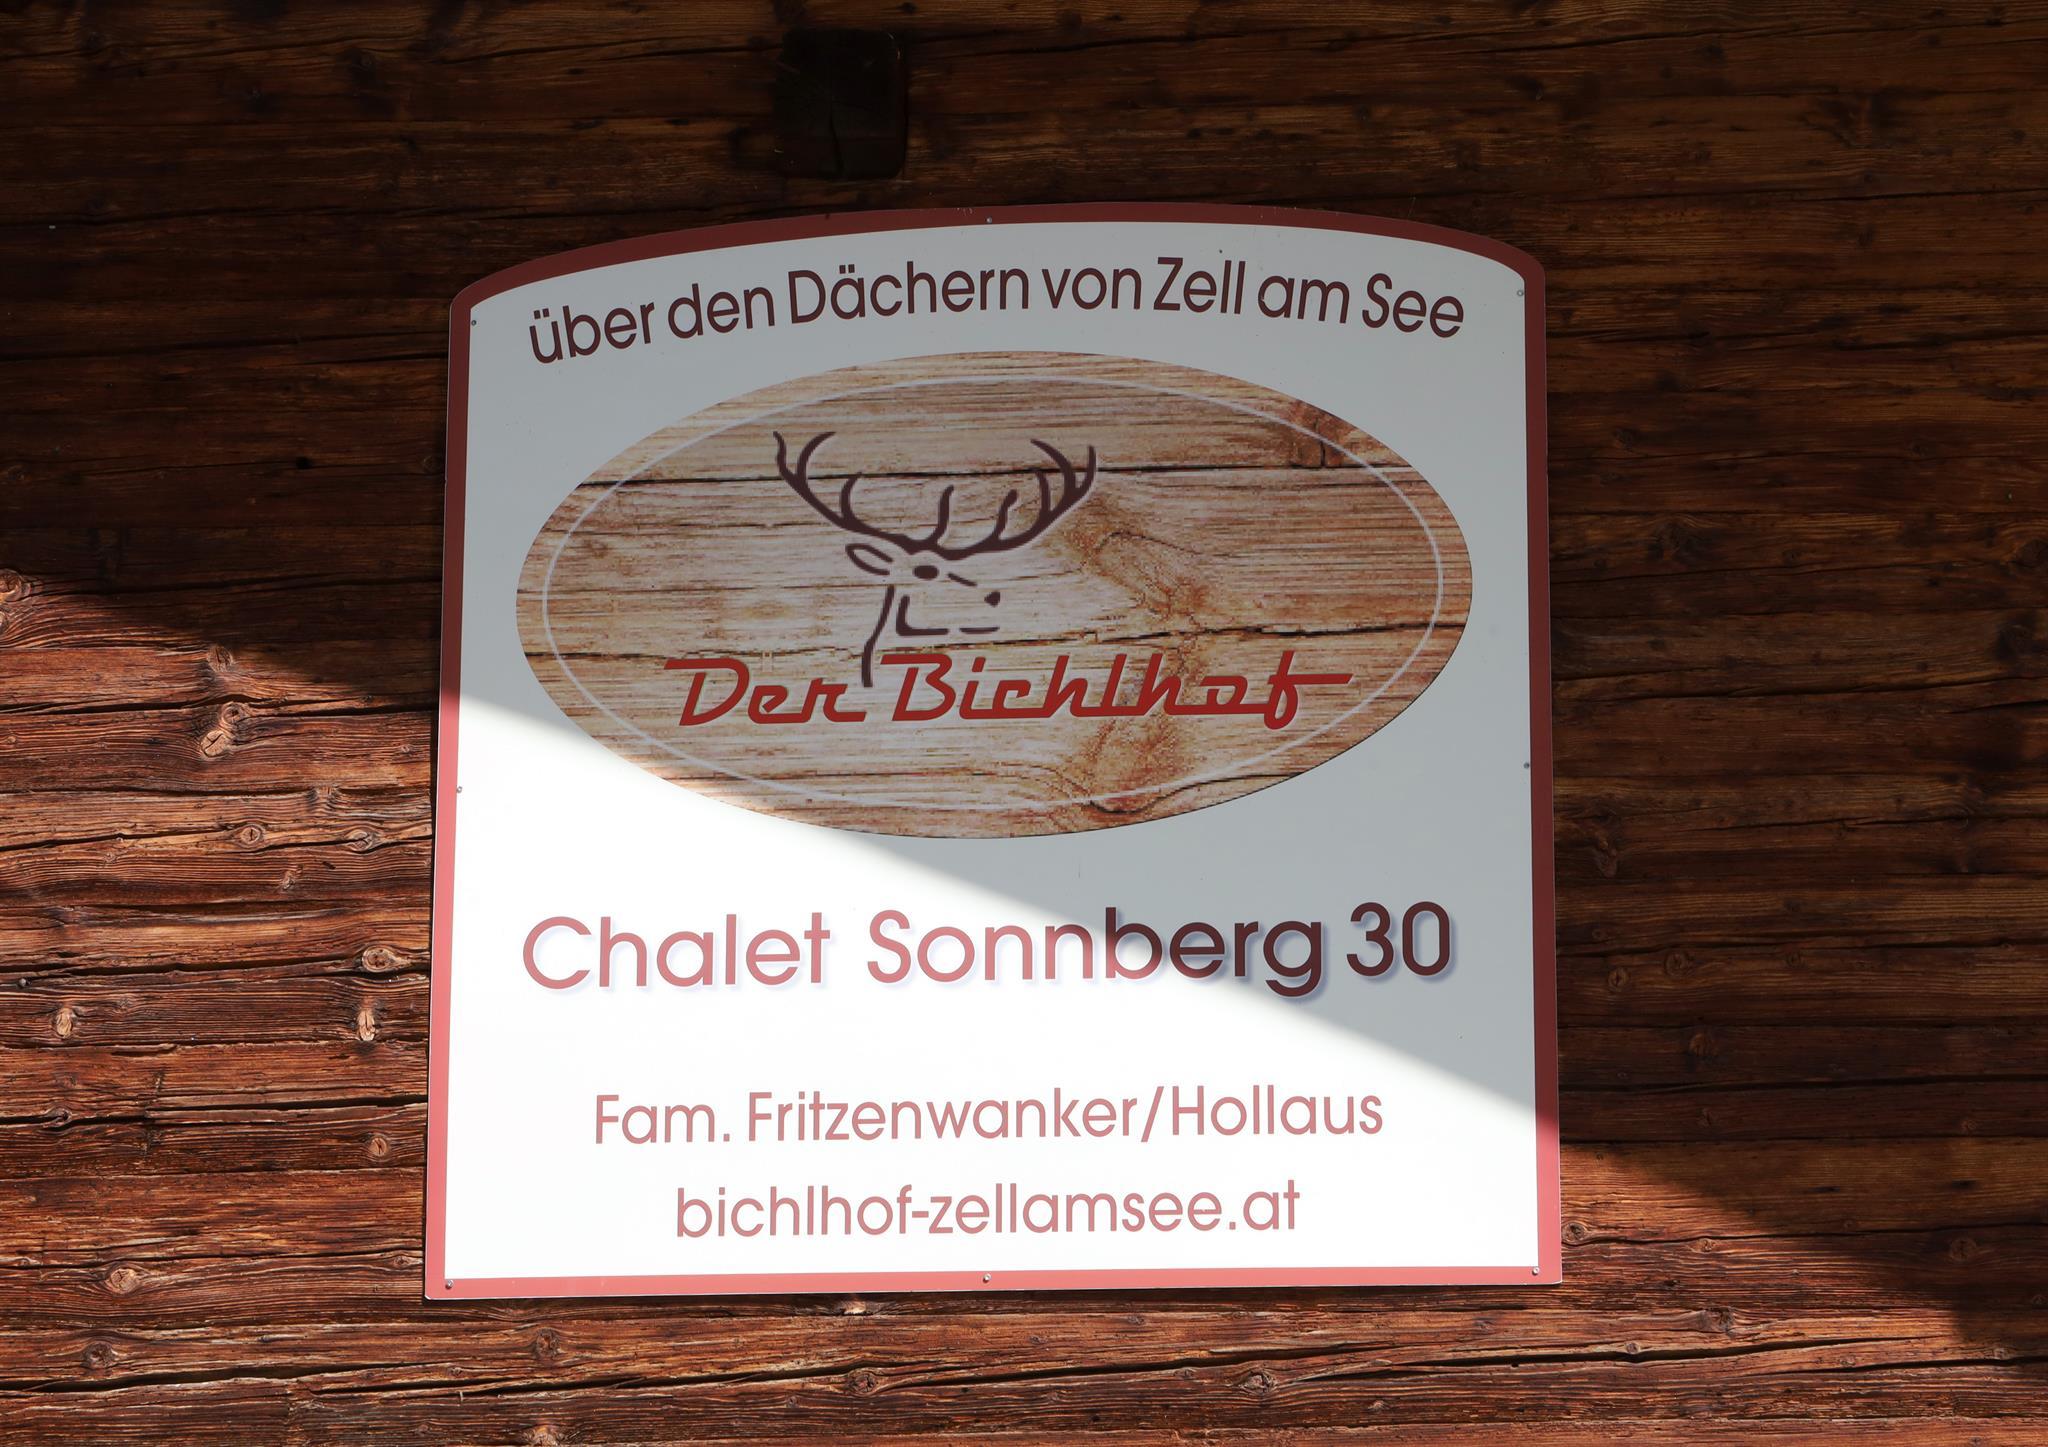 über den Dächern von Zell am See
Der Bichlhof
Chalet Sonnberg 30
Fam. Fritzenwanker/Hollaus
bichlhof-zellamsee.at